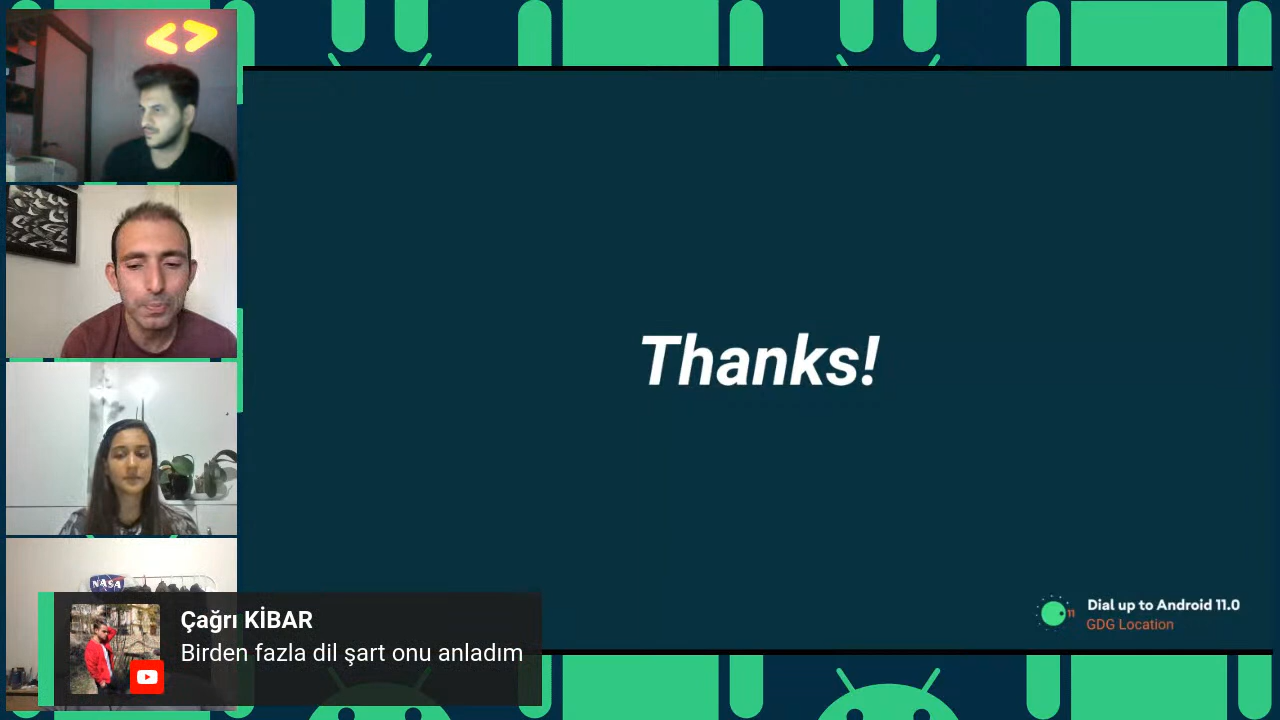 < >
Thanks!
NASA
Çağrı KİBAR
Birden fazla dil şart onu anladım
11
Dial up to Android 11.0
GDG Location